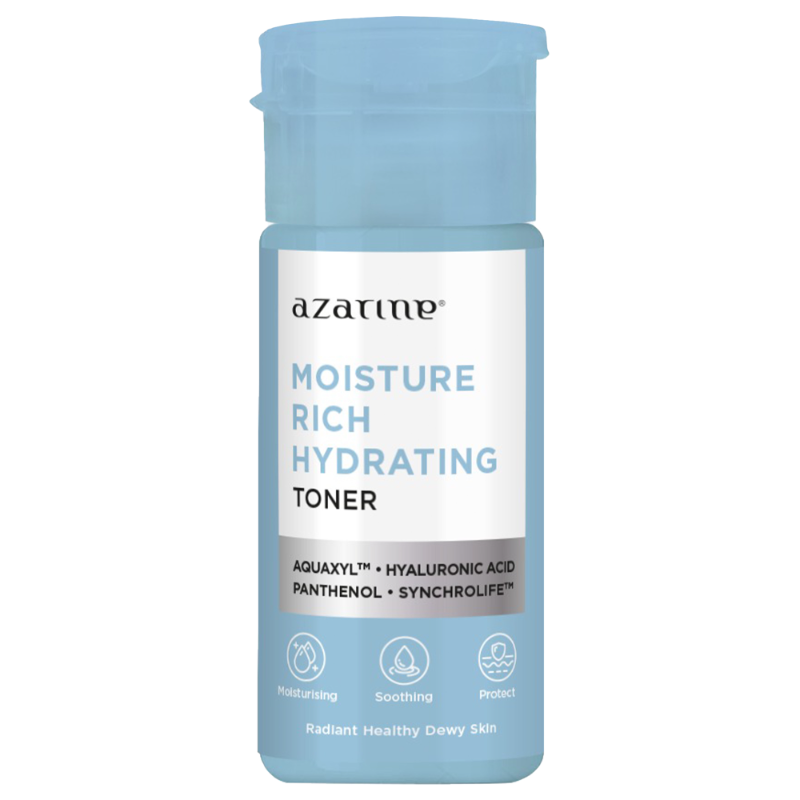 azarine®
MOISTURE
RICH
HYDRATING
TONER
AQUAXYL™ • HYALURONIC ACID
PANTHENOL • SYNCHROLIFE™
Moisturising
Soothing
Protect
Radiant Healthy Dewy Skin